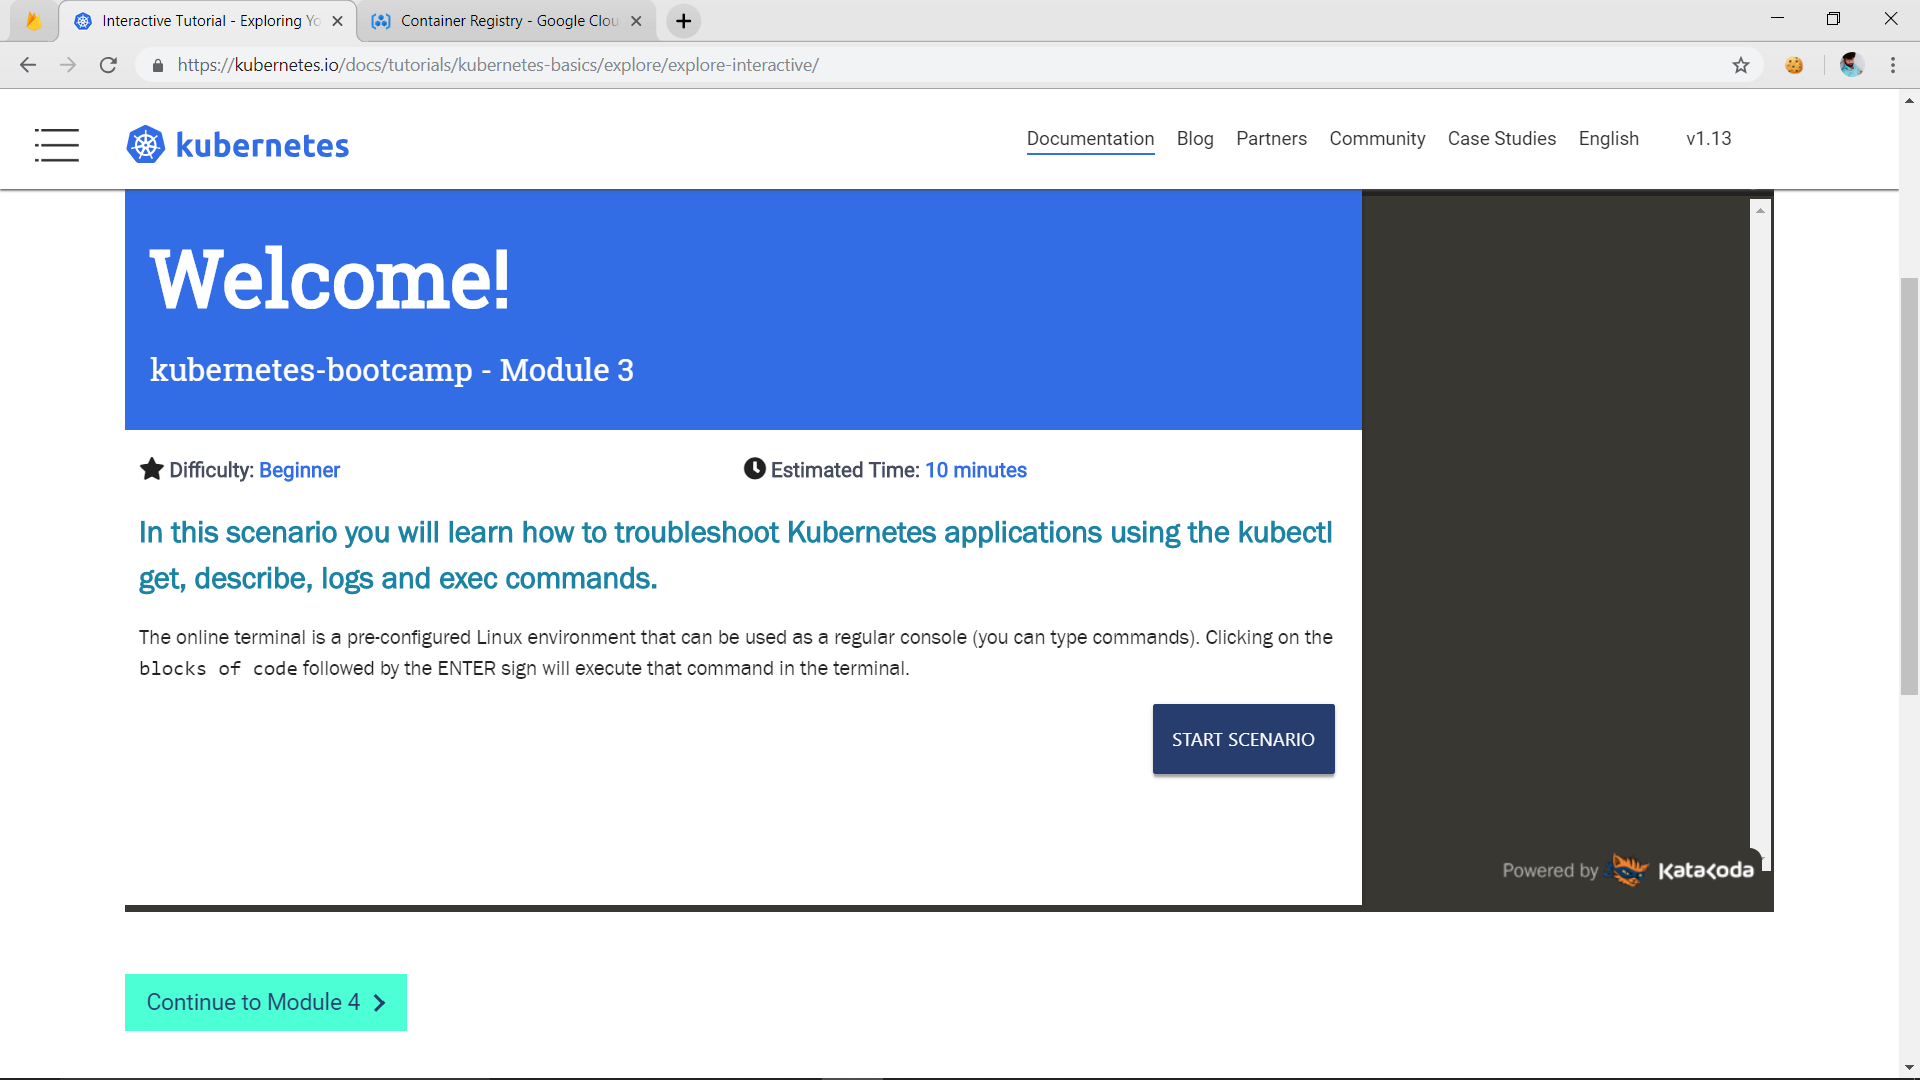 Interactive Tutorial - Exploring Yo
Container Registry - Google Clou
https://kubernetes.io/docs/tutorials/kubernetes-basics/explore/explore-interactive/
kubernetes
Documentation Blog Partners Community Case Studies English v1.13
Welcome!
kubernetes-bootcamp - Module 3
Difficulty: Beginner
Estimated Time: 10 minutes
In this scenario you will learn how to troubleshoot Kubernetes applications using the kubectl
get, describe, logs and exec commands.
The online terminal is a pre-configured Linux environment that can be used as a regular console (you can type commands). Clicking on the
blocks of code followed by the ENTER sign will execute that command in the terminal.
START SCENARIO
Powered by Katacoda
Continue to Module 4